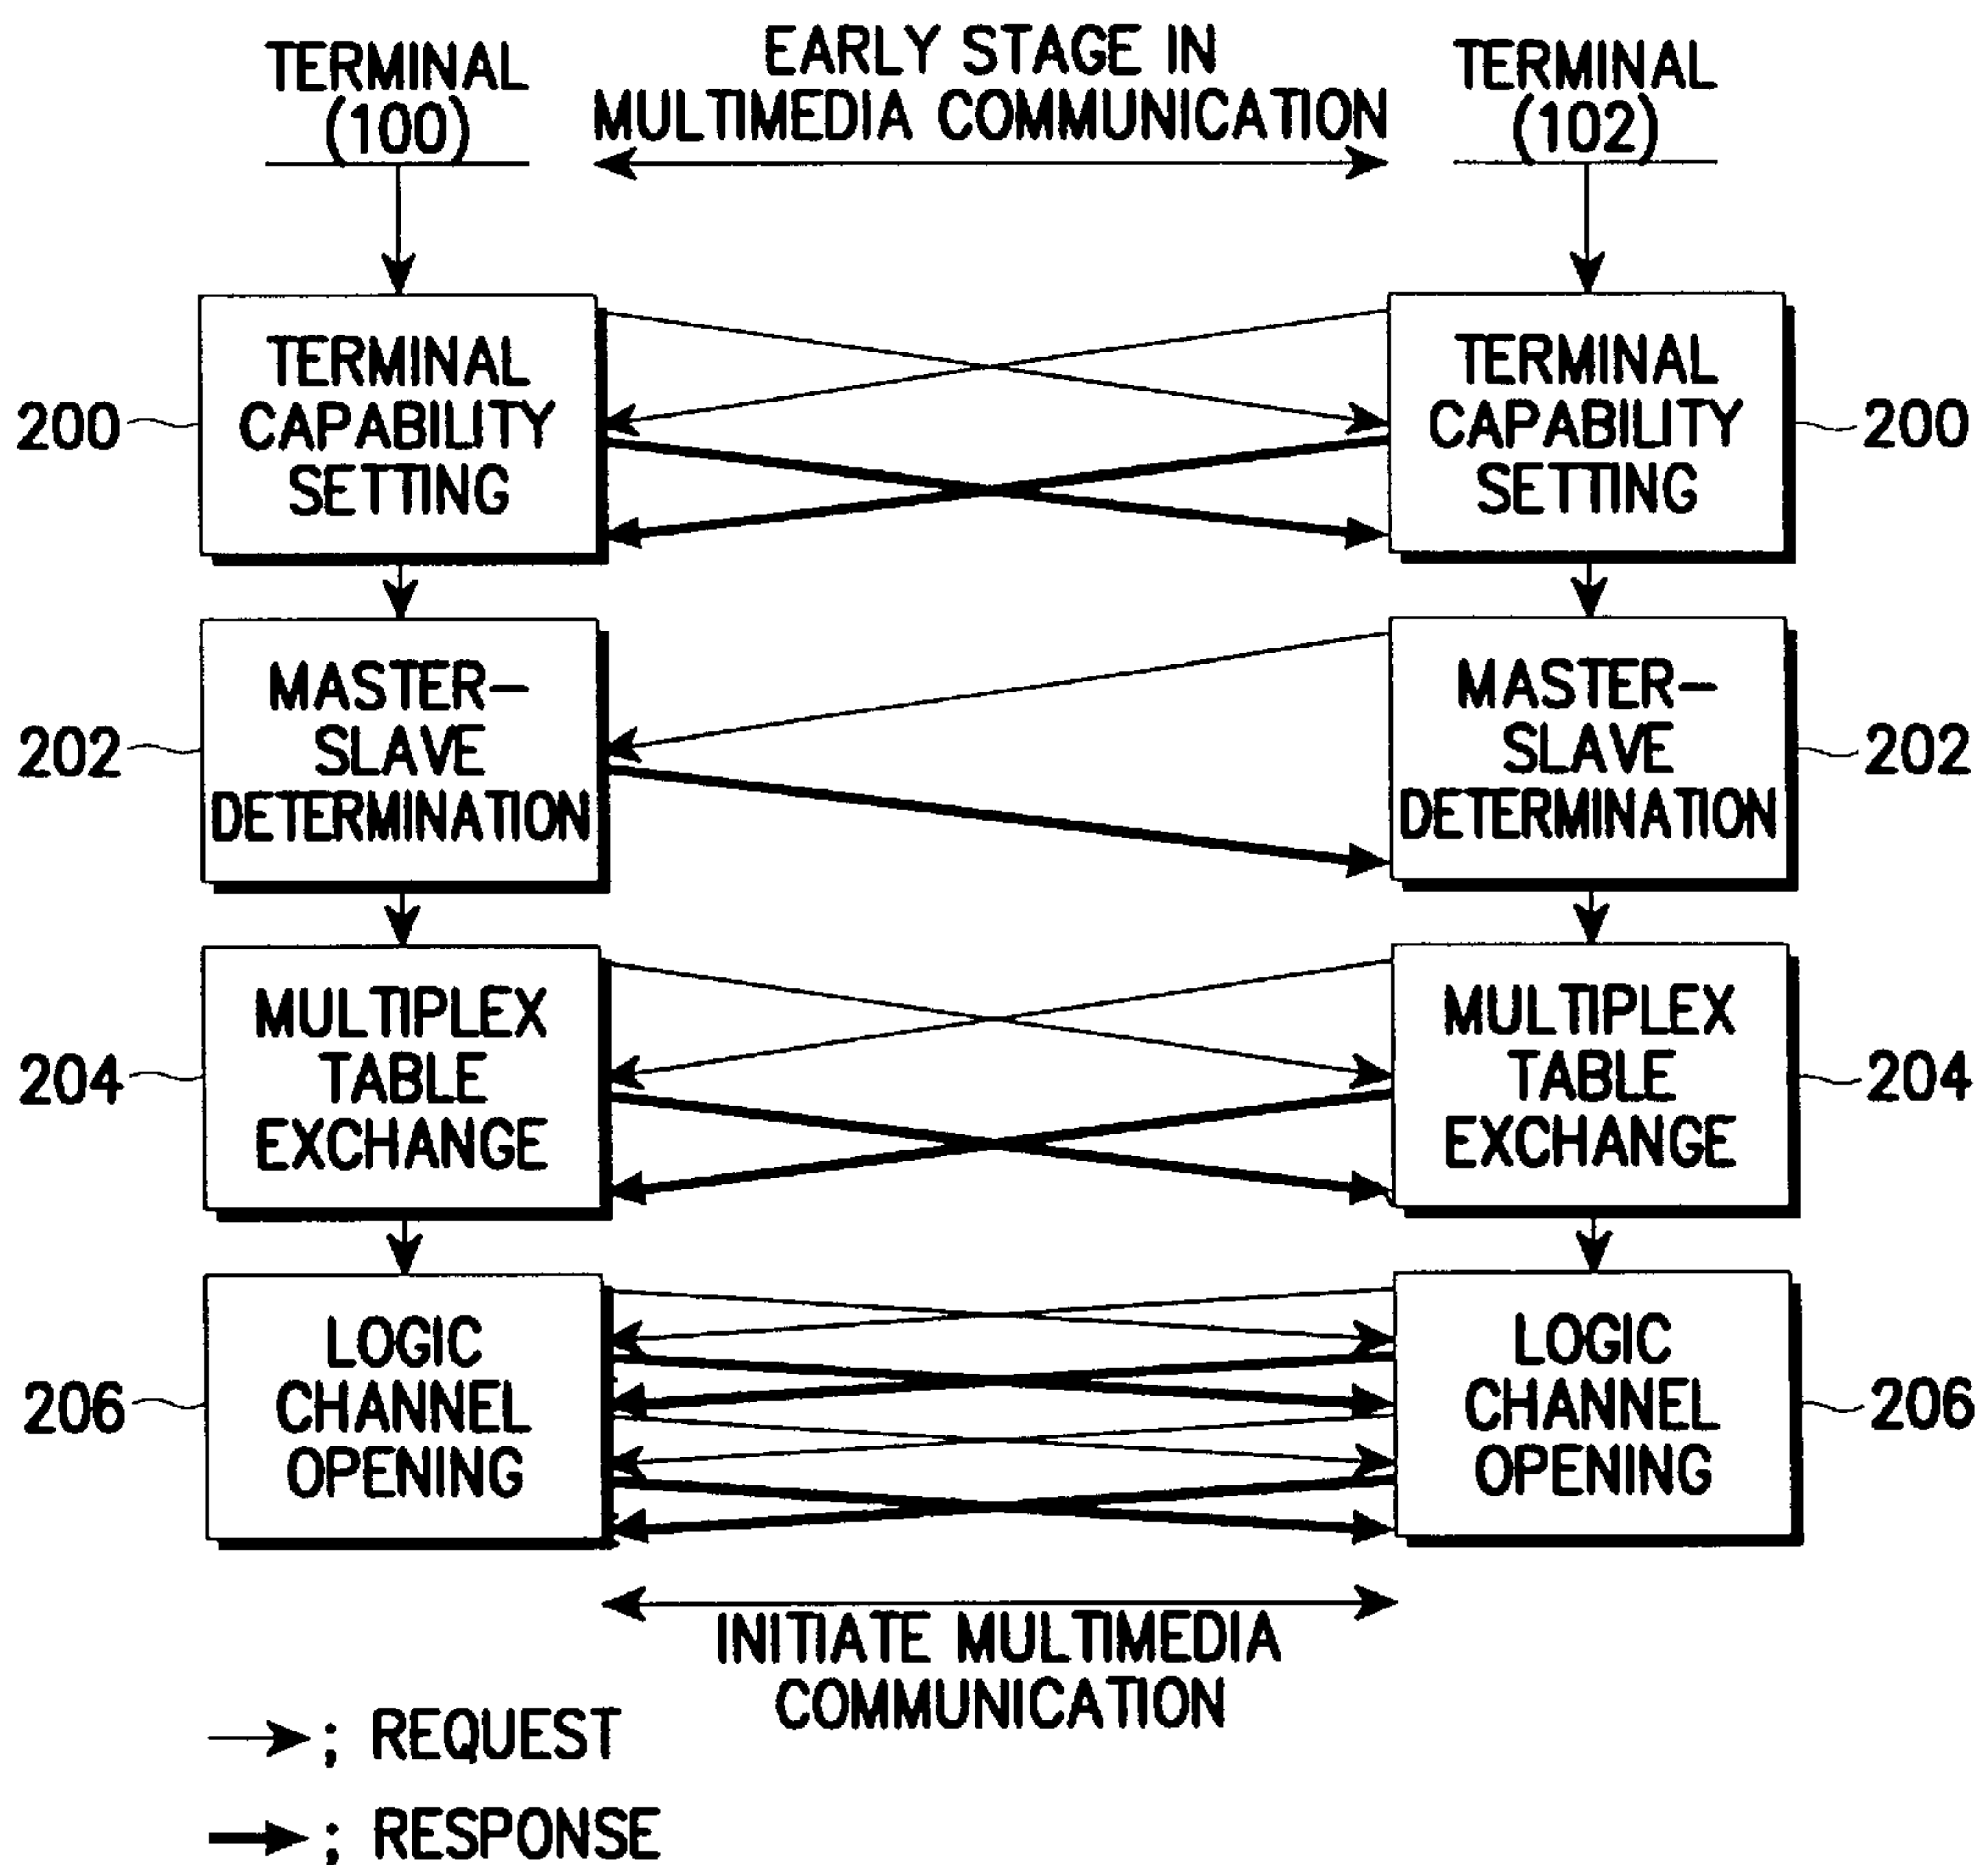 TERMINAL
(100)
EARLY STAGE IN
MULTIMEDIA COMMUNICATION
TERMINAL
(102)
200
TERMINAL
CAPABILITY
SETTING
TERMINAL
CAPABILITY
SETTING
200
202
MASTER-
SLAVE
DETERMINATION
MASTER-
SLAVE
DETERMINATION
202
204
MULTIPLEX
TABLE
EXCHANGE
MULTIPLEX
TABLE
EXCHANGE
204
206
LOGIC
CHANNEL
OPENING
LOGIC
CHANNEL
OPENING
206
INITIATE MULTIMEDIA
COMMUNICATION
; REQUEST
; RESPONSE